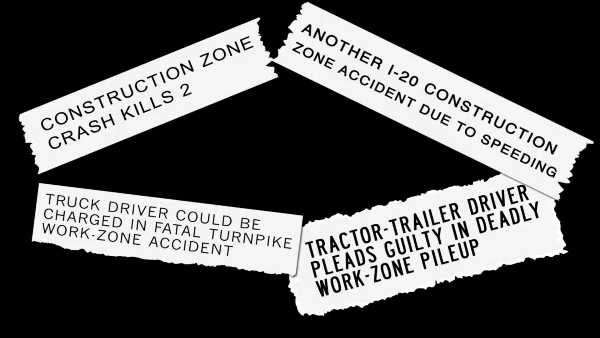 CONSTRUCTION ZONE
CRASH KILLS 2
ANOTHER I-20 CONSTRUCTION
ZONE ACCIDENT DUE TO SPEEDING
TRUCK DRIVER COULD BE
CHARGED IN FATAL TURNPIKE
WORK-ZONE ACCIDENT
TRACTOR-TRAILER DRIVER
PLEADS GUILTY IN DEADLY
WORK-ZONE PILEUP